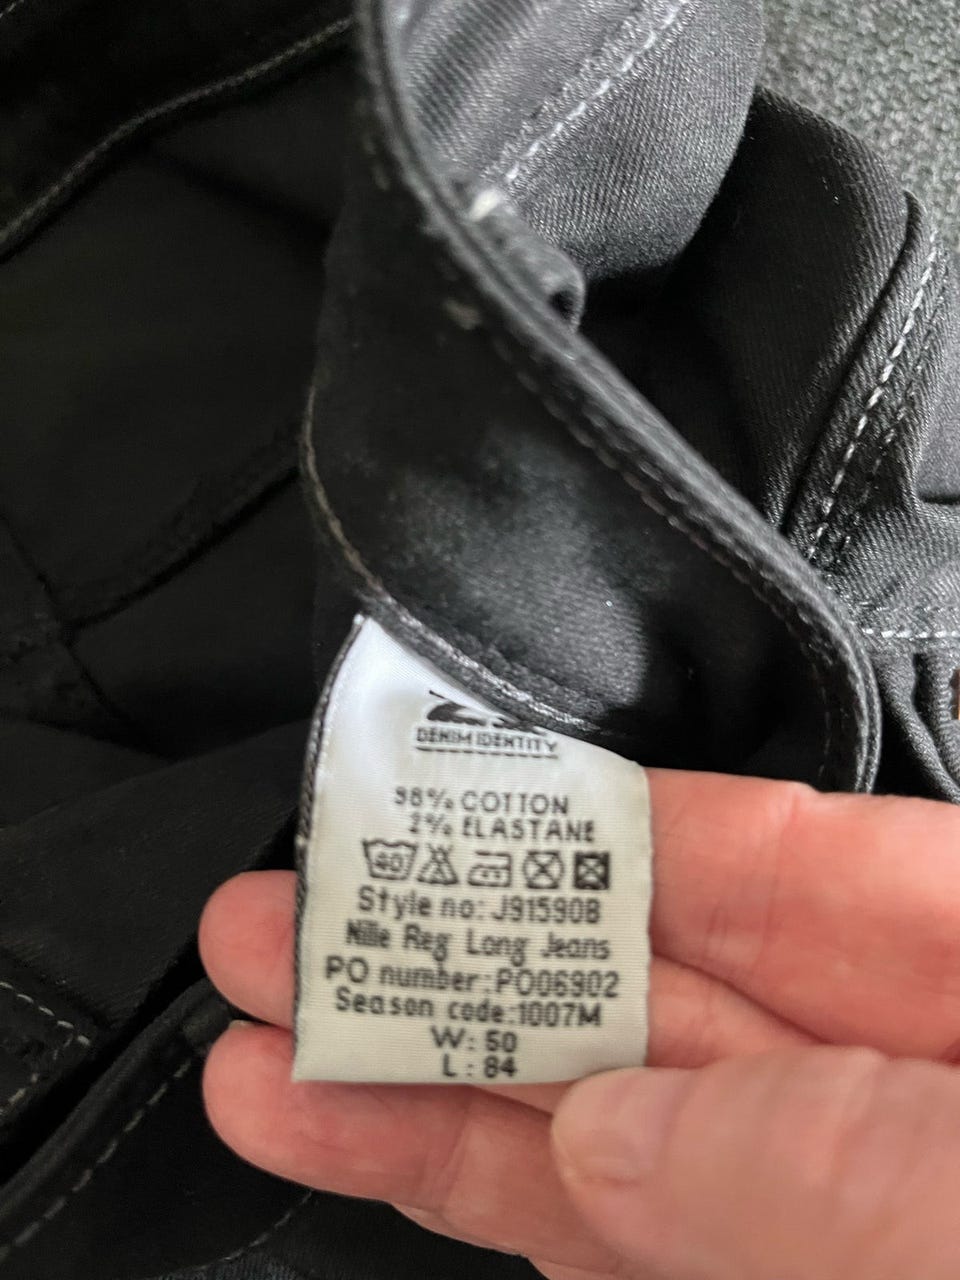 DENIM IDENTITY
98% COTTON
2% ELASTANE
40
Style no: J915908
Nille Reg Long Jeans
PO number: PO06902
Season code:1007M
W: 50
L: 84